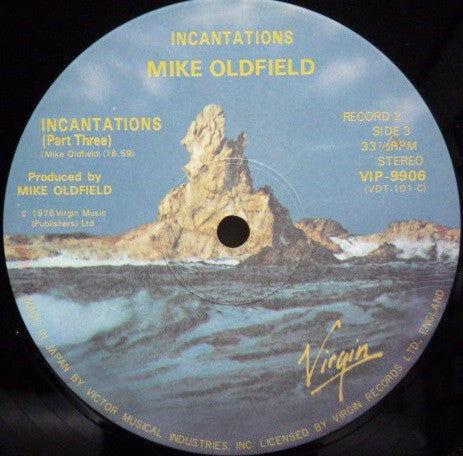 INCANTATIONS
MIKE OLDFIELD
INCANTATIONS
(Part Three)
(Mike Oldfield) (16.59)
Produced by
MIKE OLDFIELD
© 1978 Virgin Music
(Publishers) Ltd
RECORD 2
SIDE 3
33⅓RPM
STEREO
VIP-9906
(VDT-101-C)
Virgin
MADE IN JAPAN BY VICTOR MUSICAL INDUSTRIES, INC. LICENSED BY VIRGIN RECORDS LTD. ENGLAND